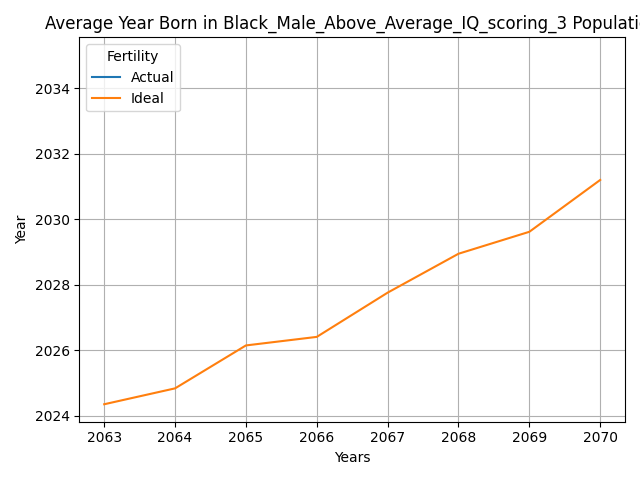 Average Year Born in Black_Male_Above_Average_IQ_scoring_3 Populati
Fertility
Actual
Ideal
2034
2032
2030
2028
2026
2024
Year
2063 2064 2065 2066 2067 2068 2069 2070
Years